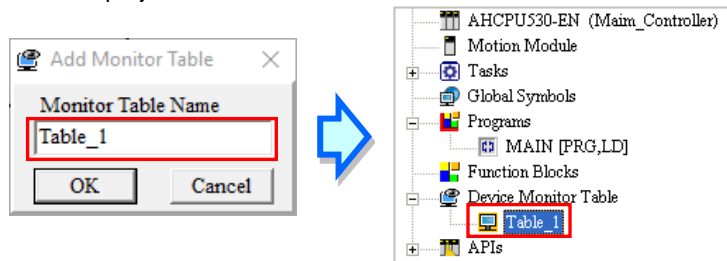 Add Monitor Table
Monitor Table Name
Table_1
OK
Cancel
AHCPU530-EN (Maim_Controller)
Motion Module
Tasks
Global Symbols
Programs
MAIN [PRG,LD]
Function Blocks
Device Monitor Table
Table_1
APIs